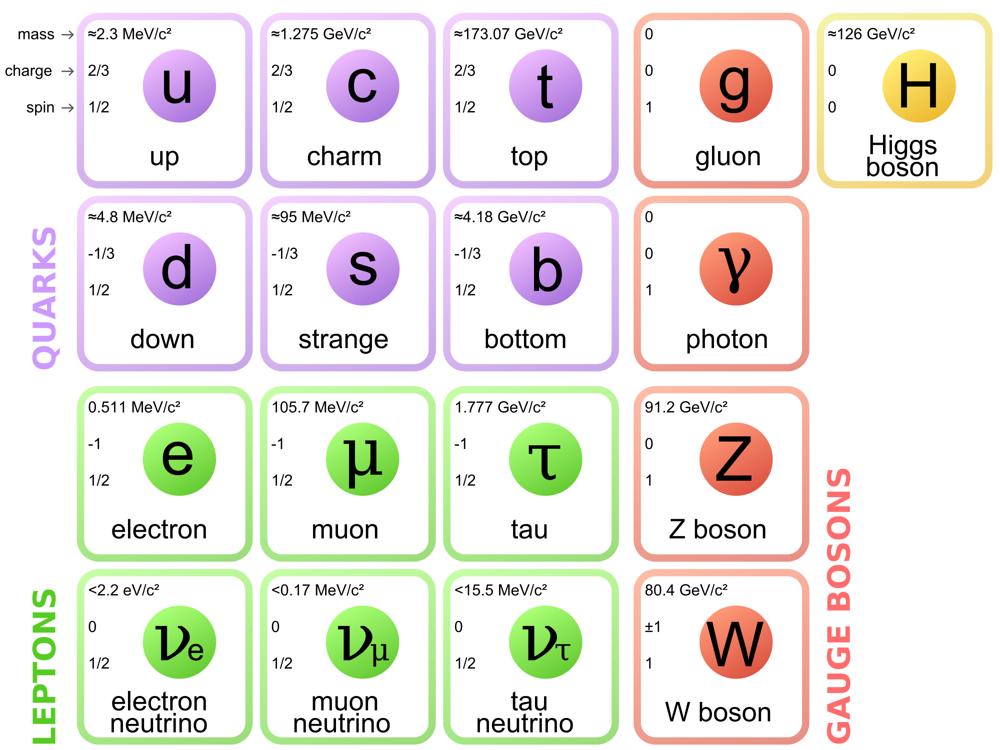 mass →
charge →
spin →
≈2.3 MeV/c²
2/3
1/2
u
up
≈1.275 GeV/c²
2/3
1/2
c
charm
≈173.07 GeV/c²
2/3
1/2
t
top
0
0
1
g
gluon
≈126 GeV/c²
0
0
H
Higgs
boson
QUARKS
≈4.8 MeV/c²
-1/3
1/2
d
down
≈95 MeV/c²
-1/3
1/2
s
strange
≈4.18 GeV/c²
-1/3
1/2
b
bottom
0
0
1
γ
photon
0.511 MeV/c²
-1
1/2
e
electron
105.7 MeV/c²
-1
1/2
μ
muon
1.777 GeV/c²
-1
1/2
τ
tau
91.2 GeV/c²
0
1
Z
Z boson
LEPTONS
<2.2 eV/c²
0
1/2
νe
electron
neutrino
<0.17 MeV/c²
0
1/2
νμ
muon
neutrino
<15.5 MeV/c²
0
1/2
ντ
tau
neutrino
80.4 GeV/c²
±1
1
W
W boson
GAUGE BOSONS